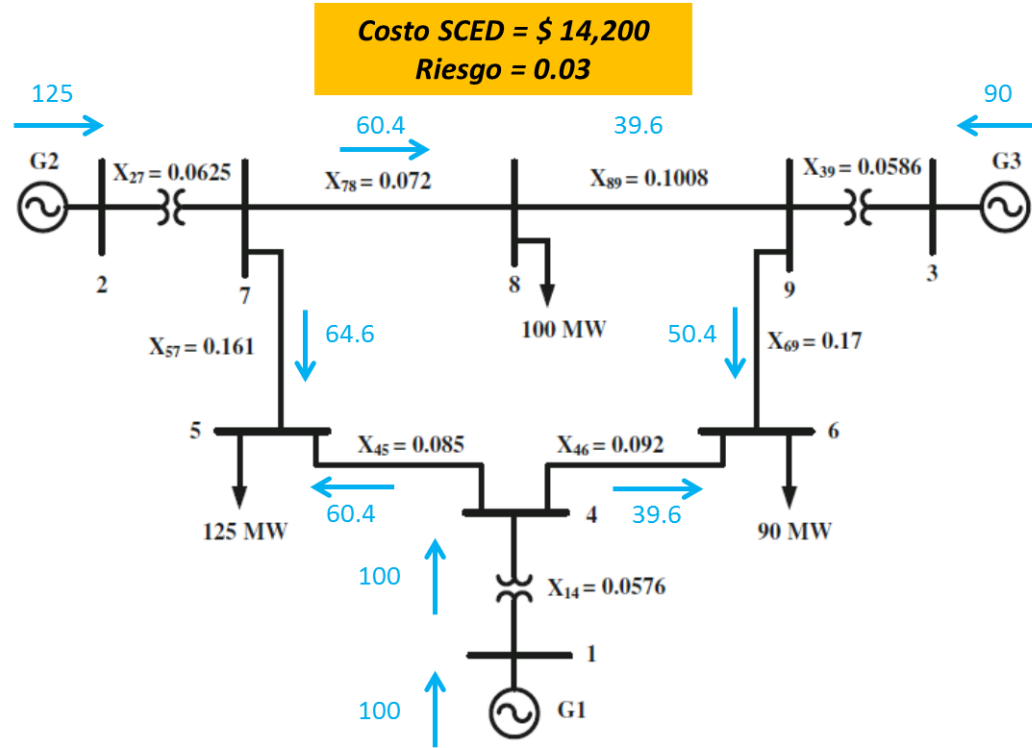 Costo SCED = $ 14,200
Riesgo = 0.03
125
60.4
39.6
90
G2
X27 = 0.0625
X78 = 0.072
X89 = 0.1008
X39 = 0.0586
G3
2
7
8
9
3
100 MW
X57 = 0.161
64.6
50.4
X69 = 0.17
5
X45 = 0.085
X46 = 0.092
6
125 MW
60.4
4
39.6
90 MW
100
X14 = 0.0576
1
100
G1